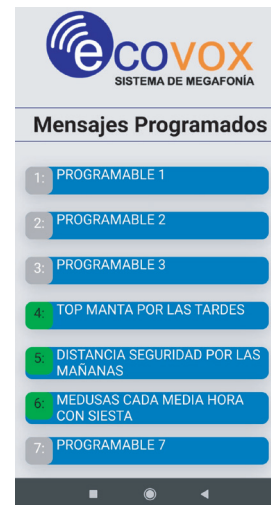 ecovox
SISTEMA DE MEGAFONÍA
Mensajes Programados
1: PROGRAMABLE 1
2: PROGRAMABLE 2
3: PROGRAMABLE 3
4: TOP MANTA POR LAS TARDES
5: DISTANCIA SEGURIDAD POR LAS
MAÑANAS
6: MEDUSAS CADA MEDIA HORA
CON SIESTA
7: PROGRAMABLE 7